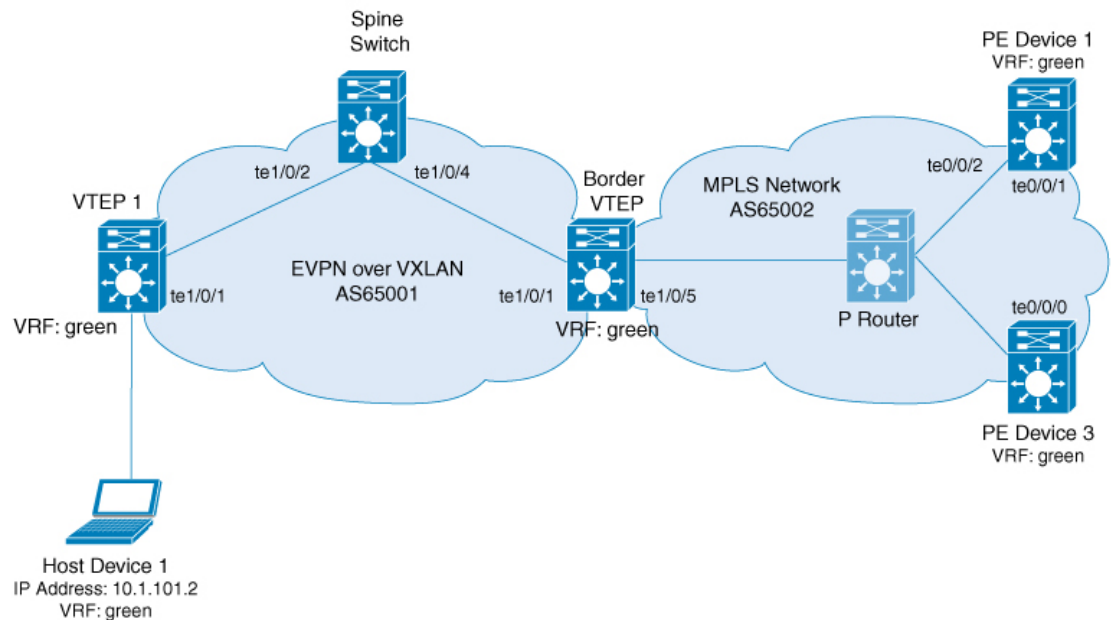 Spine
Switch
PE Device 1
VRF: green
te1/0/2
te1/0/4
te0/0/2
te0/0/1
VTEP 1
Border
VTEP
MPLS Network
AS65002
EVPN over VXLAN
AS65001
te1/0/1
te1/0/1
te1/0/5
VRF: green
VRF: green
P Router
te0/0/0
PE Device 3
VRF: green
Host Device 1
IP Address: 10.1.101.2
VRF: green